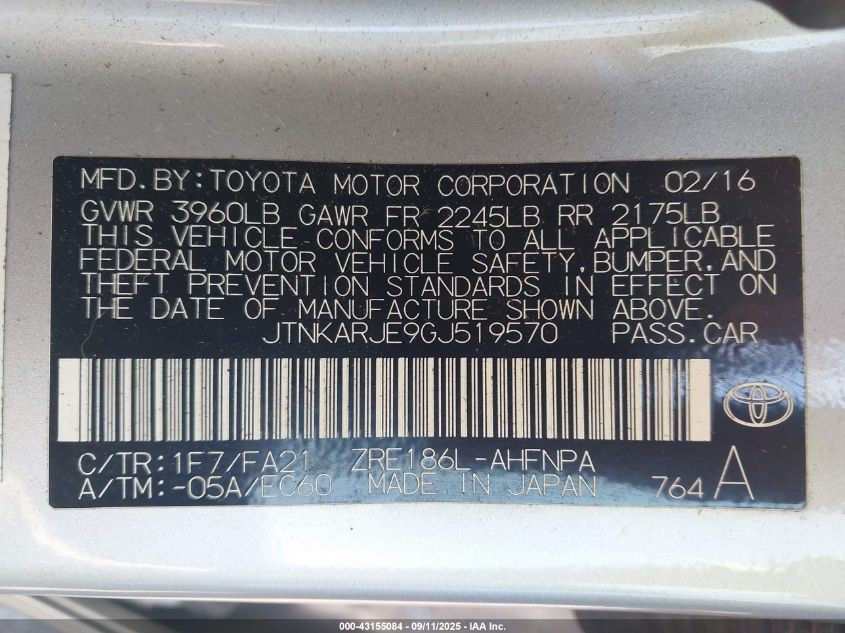 MFD.BY:TOYOTA MOTOR CORPORATION 02/16
GVWR 3960LB GAWR FR 2245LB RR 2175LB
THIS VEHICLE CONFORMS TO ALL APPLICABLE
FEDERAL MOTOR VEHICLE SAFETY,BUMPER,AND
THEFT PREVENTION STANDARDS IN EFFECT ON
THE DATE OF MANUFACTURE SHOWN ABOVE.
JTNKARJE9GJ519570 PASS.CAR
C/TR:1F7/FA21 ZRE186L-AHFNPA
A/TM:-05A/EC60 MADE IN JAPAN 764 A
000-43155084 - 09/11/2025 - IAA Inc.